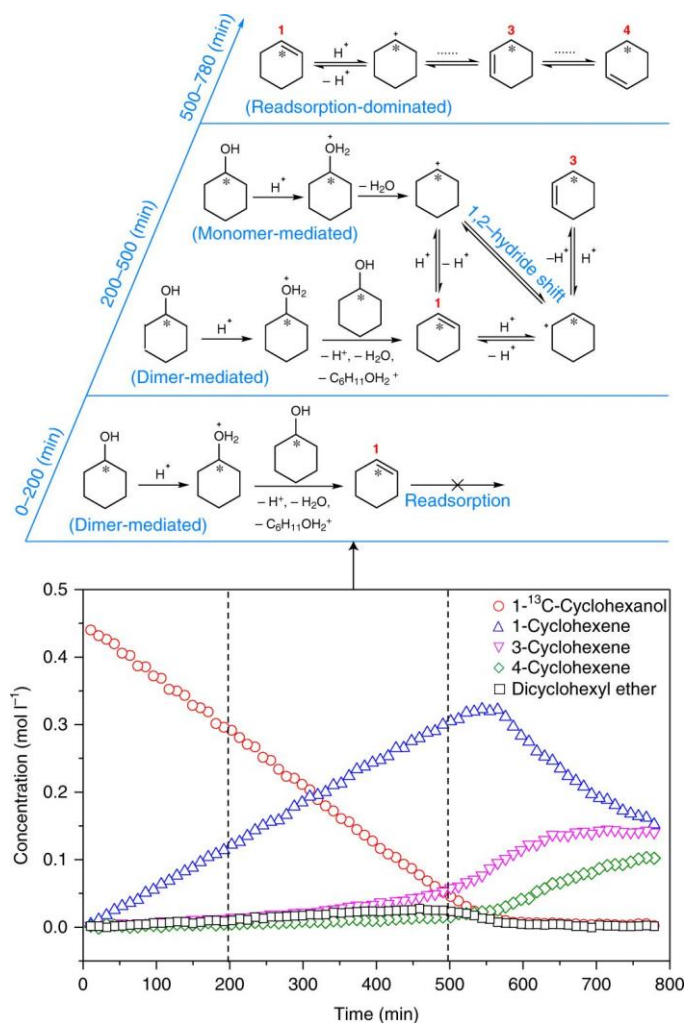 500–780 (min)
1
*
H+
– H+
+
*
......
3
*
......
4
*
(Readsorption-dominated)
200–500 (min)
OH
*
H+
+
OH2
*
– H2O
+
*
3
*
(Monomer-mediated)
1,2-hydride shift
H+
– H+
–H+
H+
OH
*
H+
+
OH2
*
OH
*
– H+, – H2O,
– C6H11OH2 +
1
*
H+
– H+
+
*
(Dimer-mediated)
0–200 (min)
OH
*
H+
+
OH2
*
OH
*
– H+, – H2O,
– C6H11OH2+
1
*
Readsorption
(Dimer-mediated)
0.5
0.4
0.3
0.2
0.1
0.0
Concentration (mol l–1)
1-13C-Cyclohexanol
1-Cyclohexene
3-Cyclohexene
4-Cyclohexene
Dicyclohexyl ether
0 100 200 300 400 500 600 700 800
Time (min)